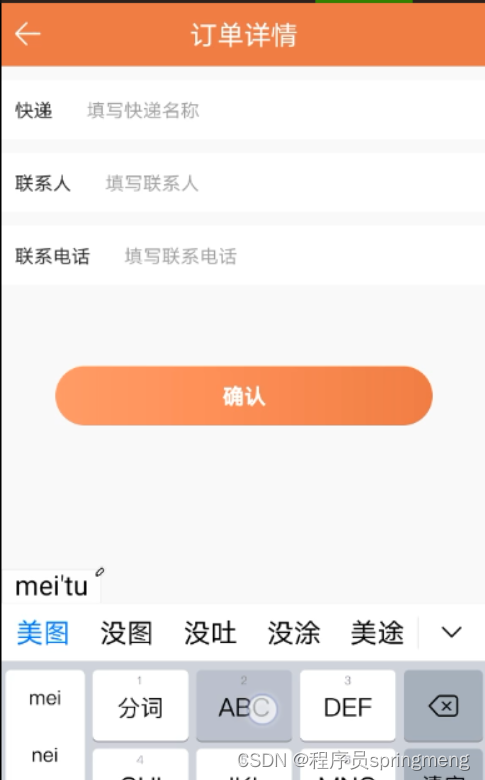 订单详情
快递 填写快递名称
联系人 填写联系人
联系电话 填写联系电话
确认
mei'tu
美图 没图 没吐 没涂 美途
mei
1 分词
2 ABC
3 DEF
nei
4
CSDN @程序员springmeng